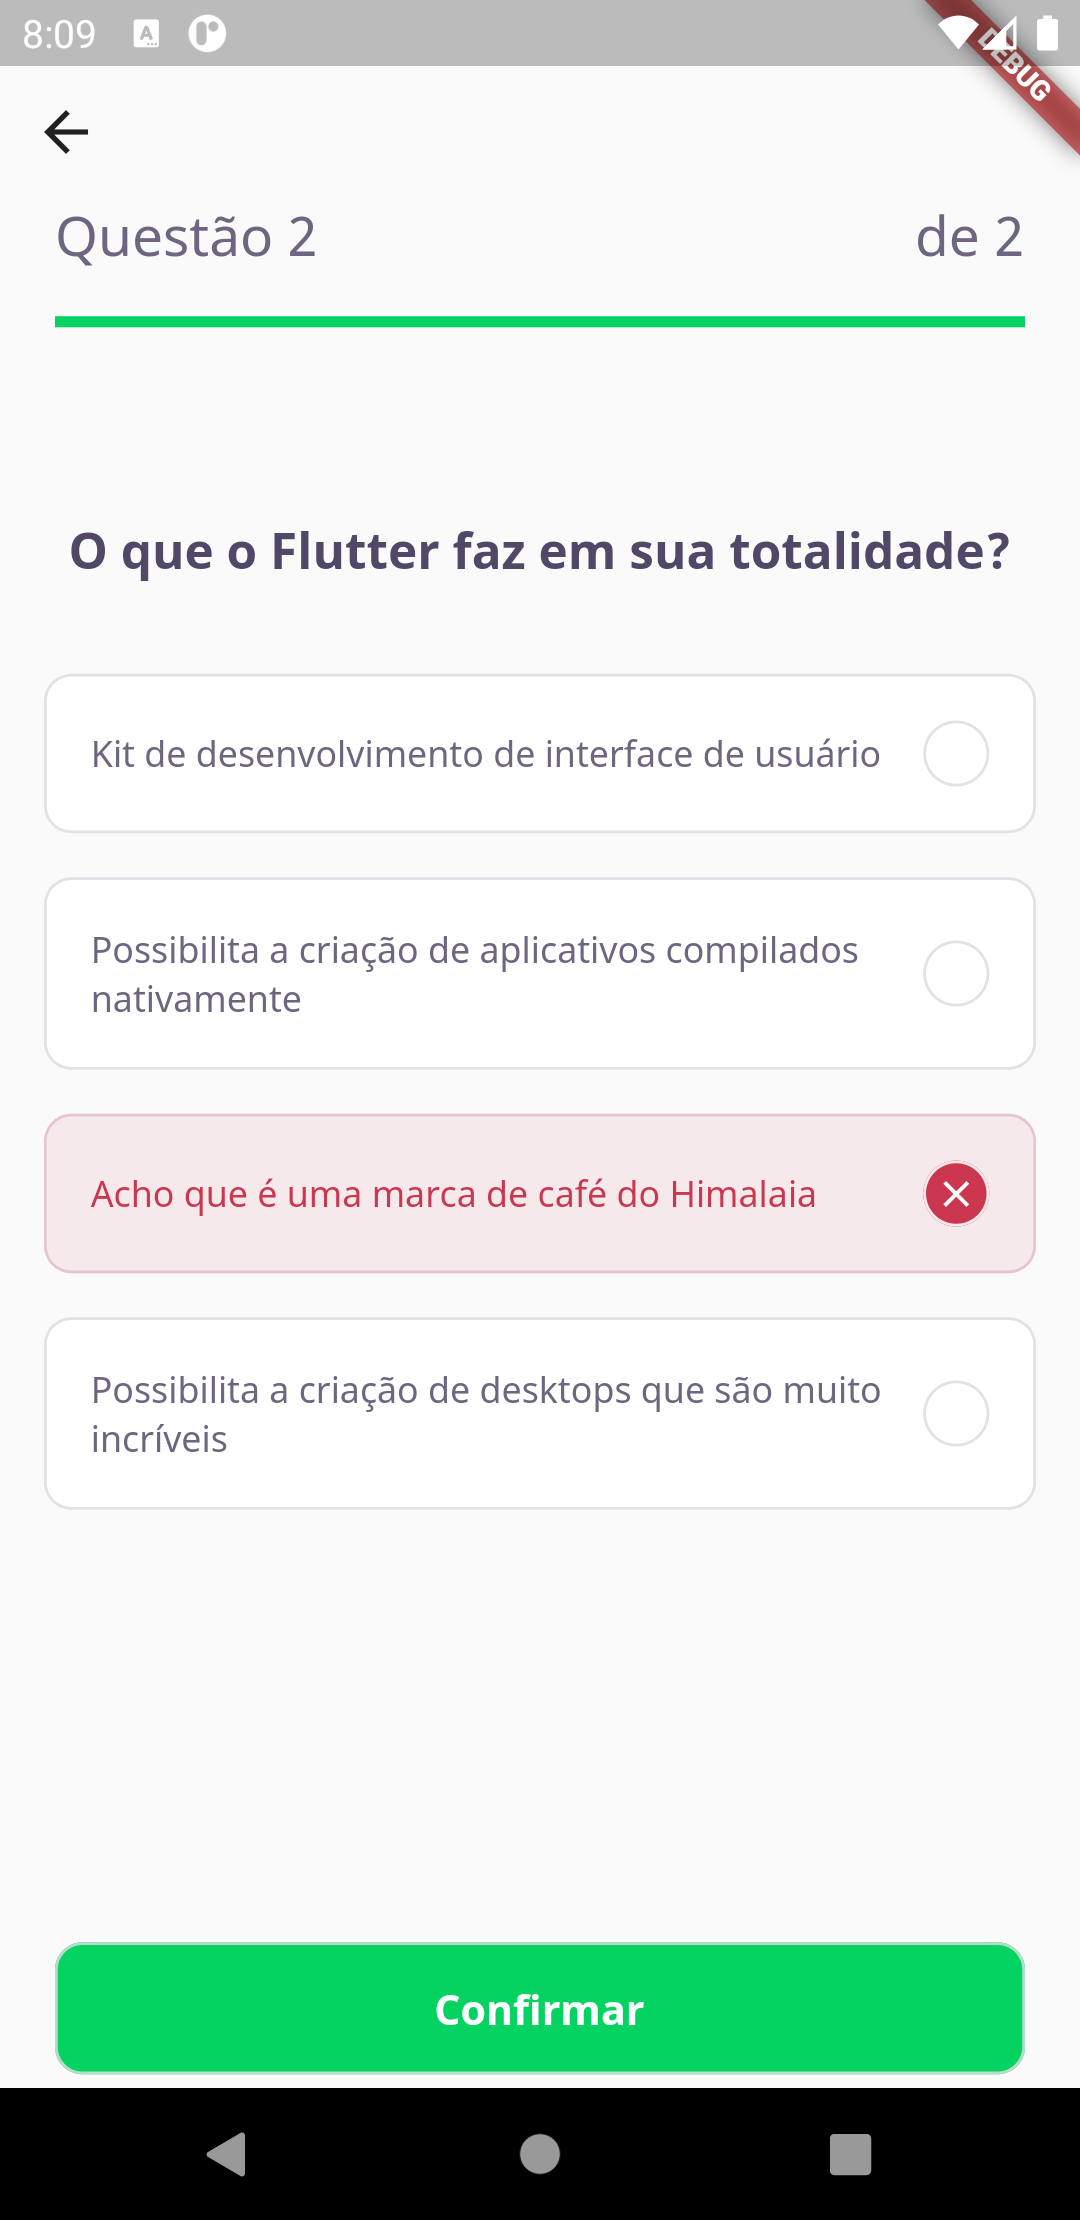 8:09
DEBUG
Questão 2
de 2
O que o Flutter faz em sua totalidade?
Kit de desenvolvimento de interface de usuário
Possibilita a criação de aplicativos compilados
nativamente
Acho que é uma marca de café do Himalaia
Possibilita a criação de desktops que são muito
incríveis
Confirmar